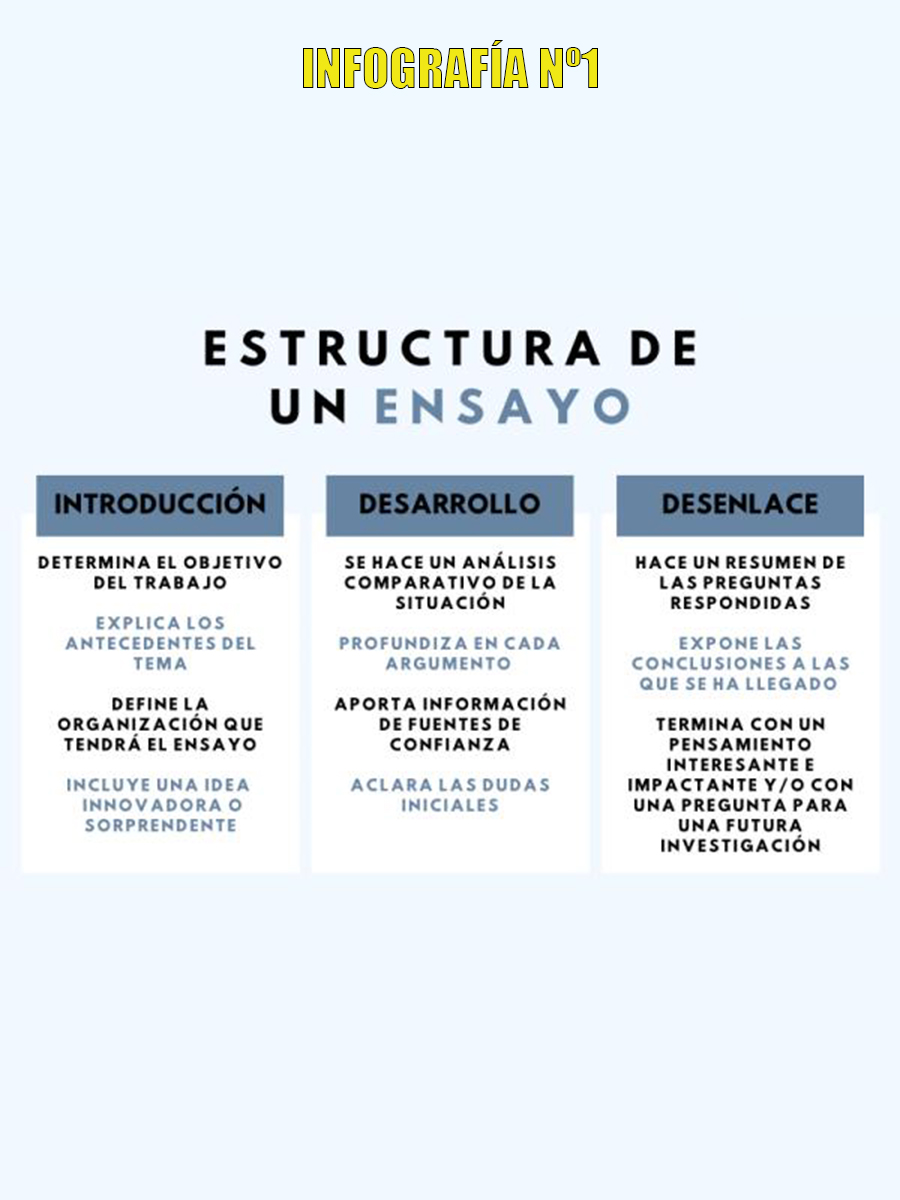 INFOGRAFÍA Nº1
ESTRUCTURA DE
UN ENSAYO
INTRODUCCIÓN
DETERMINA EL OBJETIVO
DEL TRABAJO
EXPLICA LOS
ANTECEDENTES DEL
TEMA
DEFINE LA
ORGANIZACIÓN QUE
TENDRÁ EL ENSAYO
INCLUYE UNA IDEA
INNOVADORA O
SORPRENDENTE
DESARROLLO
SE HACE UN ANÁLISIS
COMPARATIVO DE LA
SITUACIÓN
PROFUNDIZA EN CADA
ARGUMENTO
APORTA INFORMACIÓN
DE FUENTES DE
CONFIANZA
ACLARA LAS DUDAS
INICIALES
DESENLACE
HACE UN RESUMEN DE
LAS PREGUNTAS
RESPONDIDAS
EXPONE LAS
CONCLUSIONES A LAS
QUE SE HA LLEGADO
TERMINA CON UN
PENSAMIENTO
INTERESANTE E
IMPACTANTE Y/O CON
UNA PREGUNTA PARA
UNA FUTURA
INVESTIGACIÓN